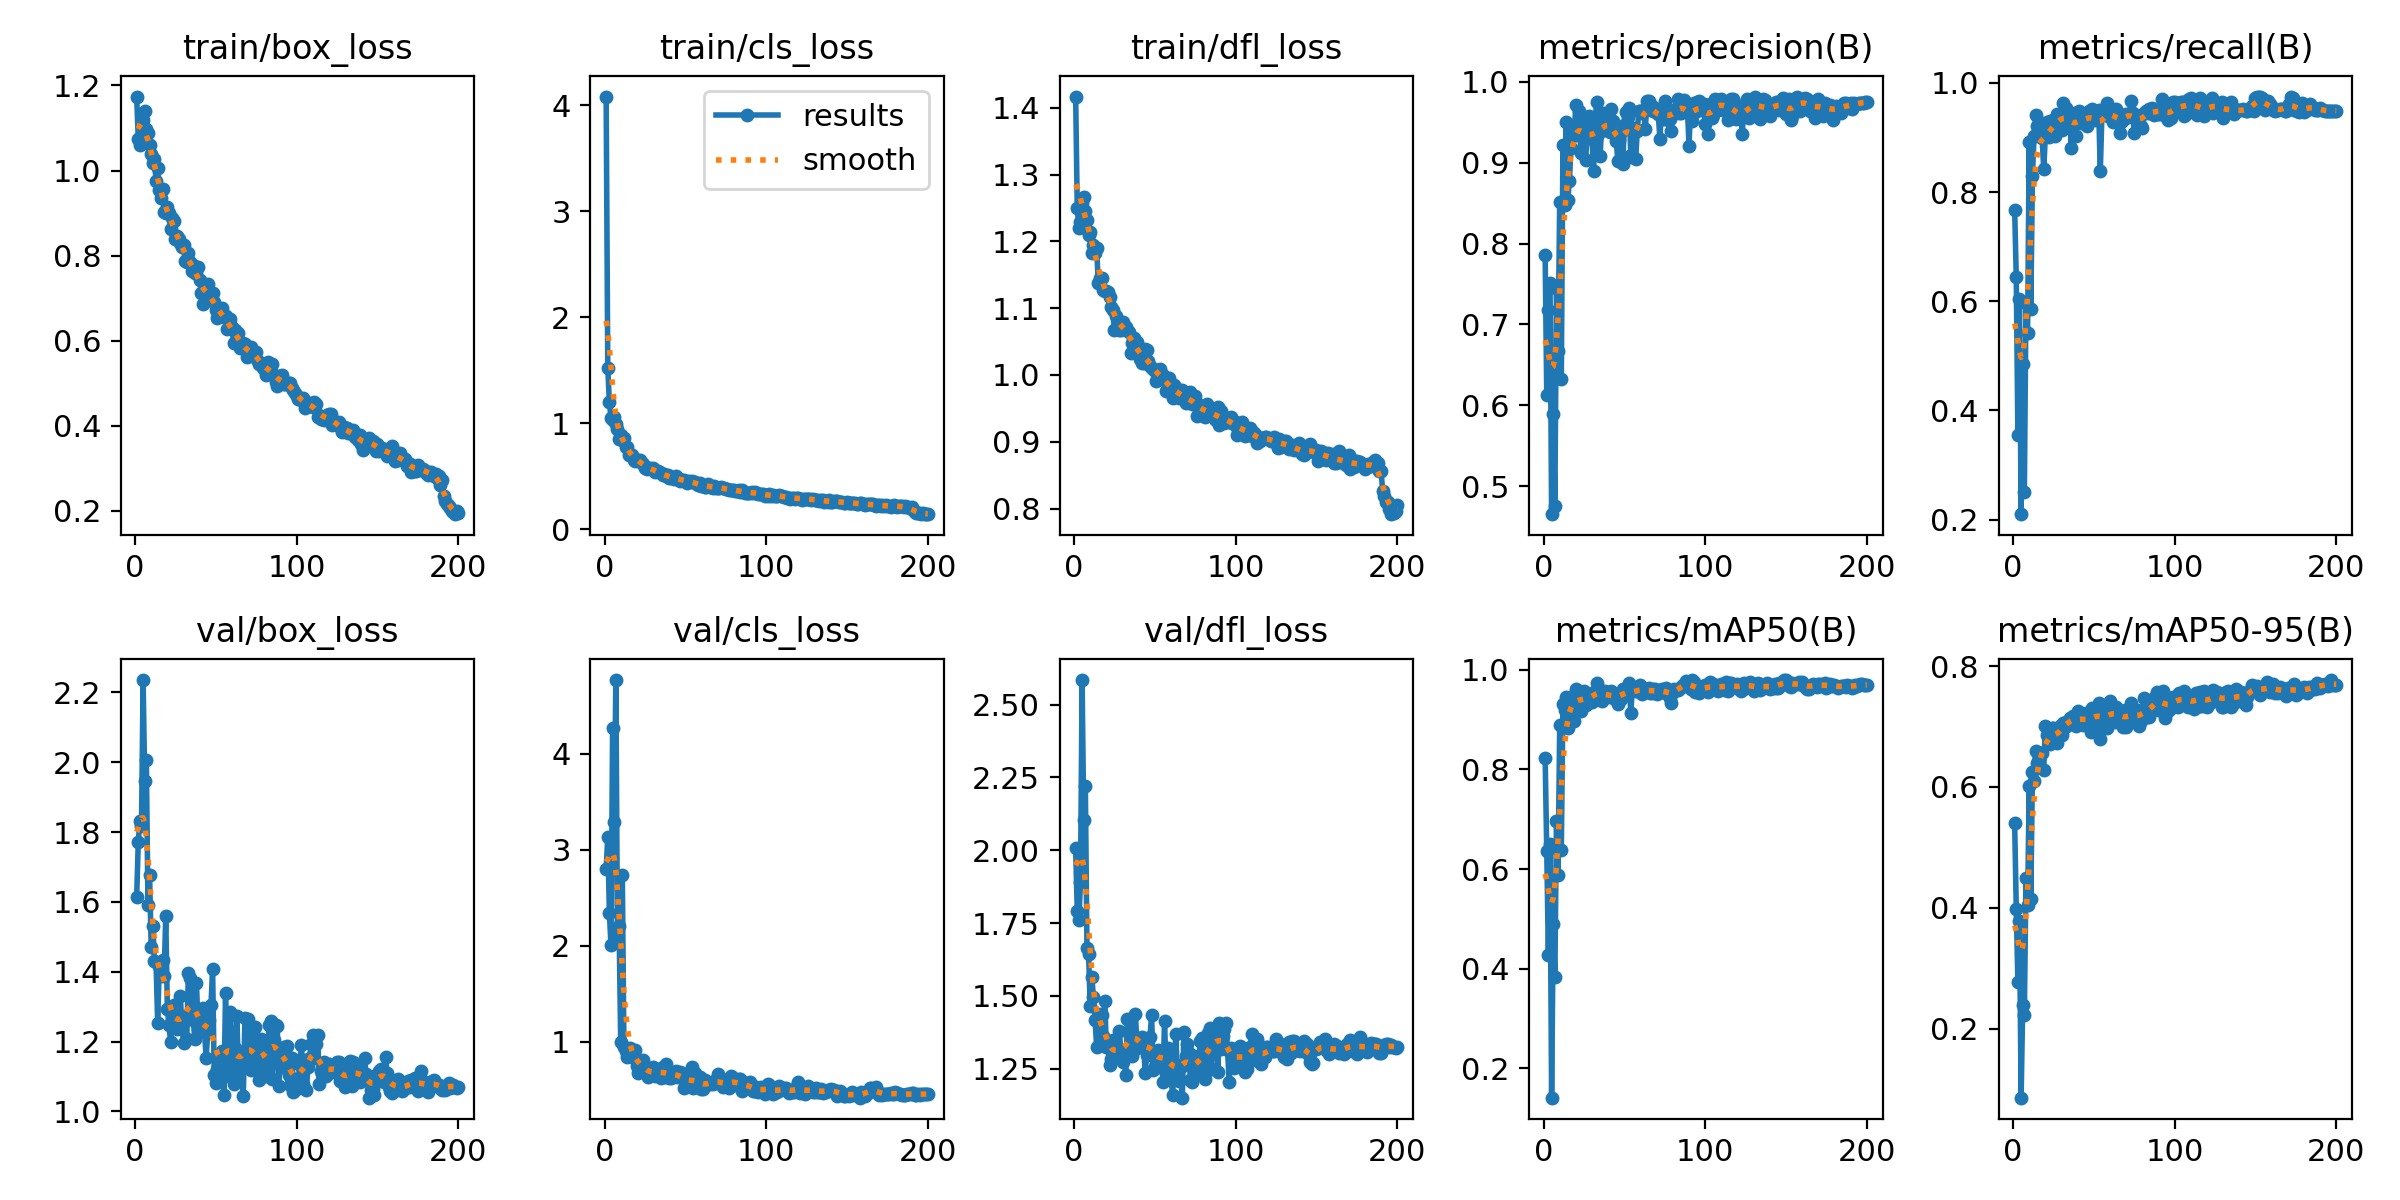 train/box_loss
1.2
1.0
0.8
0.6
0.4
0.2
0 100 200
train/cls_loss
results
smooth
4
3
2
1
0
0 100 200
train/dfl_loss
1.4
1.3
1.2
1.1
1.0
0.9
0.8
0 100 200
metrics/precision(B)
1.0
0.9
0.8
0.7
0.6
0.5
0 100 200
metrics/recall(B)
1.0
0.8
0.6
0.4
0.2
0 100 200
val/box_loss
2.2
2.0
1.8
1.6
1.4
1.2
1.0
0 100 200
val/cls_loss
4
3
2
1
0 100 200
val/dfl_loss
2.50
2.25
2.00
1.75
1.50
1.25
0 100 200
metrics/mAP50(B)
1.0
0.8
0.6
0.4
0.2
0 100 200
metrics/mAP50-95(B)
0.8
0.6
0.4
0.2
0 100 200